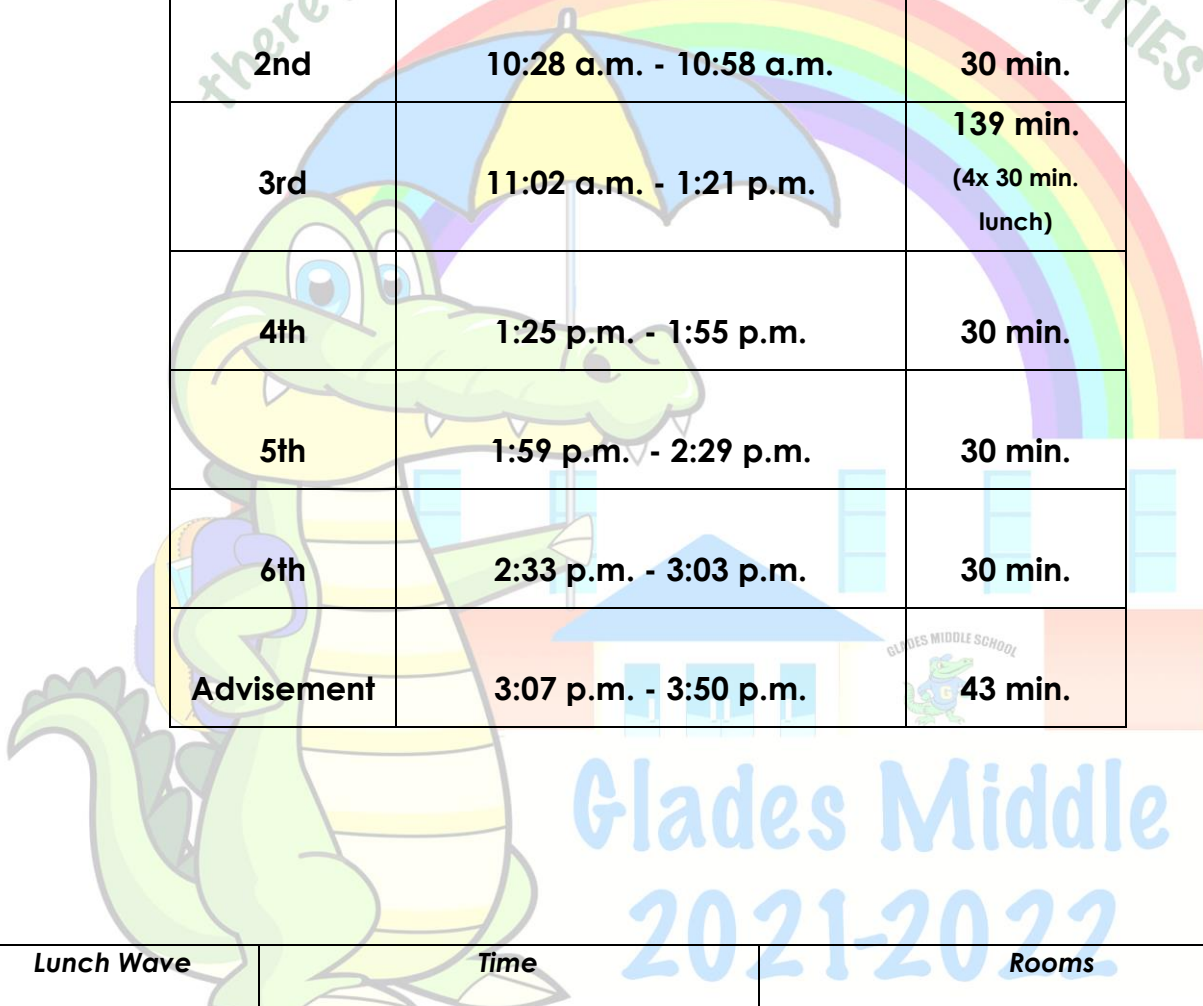 there
ITIES
2nd 10:28 a.m. - 10:58 a.m. 30 min.
3rd 11:02 a.m. - 1:21 p.m. 139 min.
(4x 30 min.
lunch)
4th 1:25 p.m. - 1:55 p.m. 30 min.
5th 1:59 p.m. - 2:29 p.m. 30 min.
6th 2:33 p.m. - 3:03 p.m. 30 min.
GLADES MIDDLE SCHOOL
G
Advisement 3:07 p.m. - 3:50 p.m. 43 min.
Glades Middle
2021-2022
Lunch Wave Time Rooms